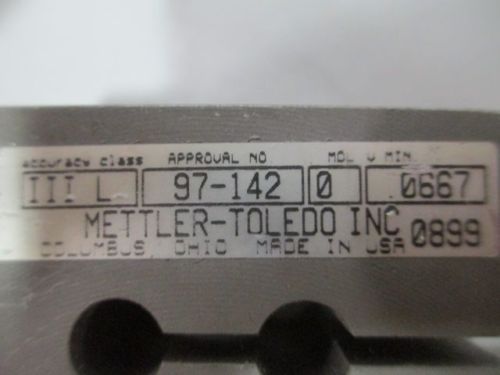 accuracy class APPROVAL NO MDL V MIN.
III L 97-142 0 .0667
METTLER-TOLEDO INC 0899
COLUMBUS, OHIO MADE IN USA